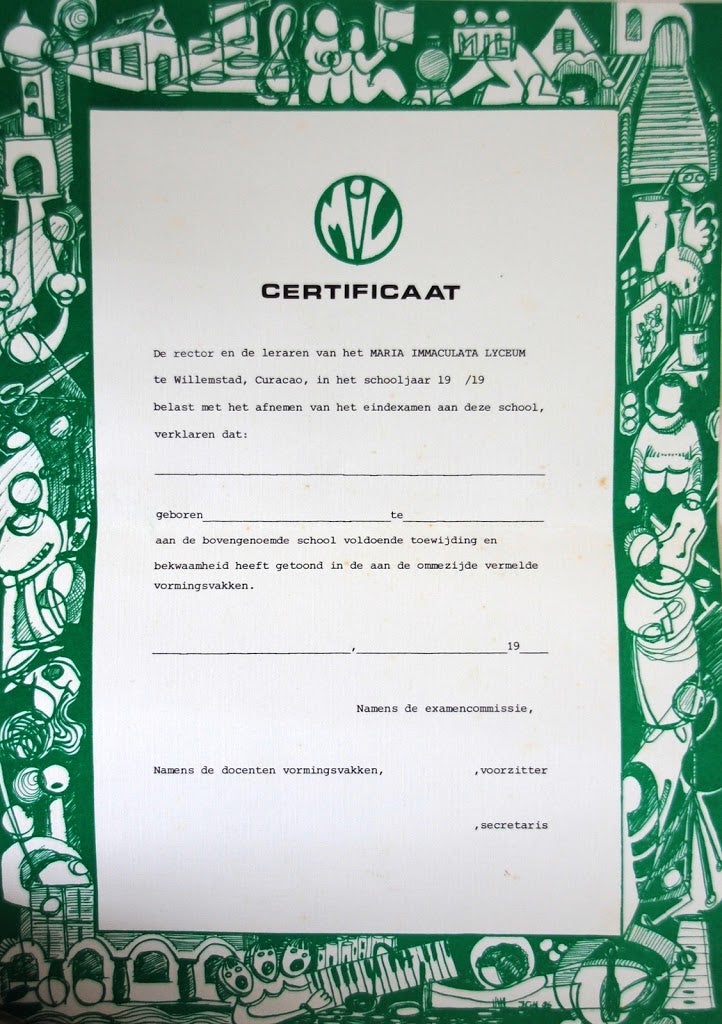 MIL
MIL
CERTIFICAAT
De rector en de leraren van het MARIA IMMACULATA LYCEUM
te Willemstad, Curacao, in het schooljaar 19 /19
belast met het afnemen van het eindexamen aan deze school,
verklaren dat:
geboren te
aan de bovengenoemde school voldoende toewijding en
bekwaamheid heeft getoond in de aan de ommezijde vermelde
vormingsvakken.
, 19
Namens de examencommissie,
Namens de docenten vormingsvakken, ,voorzitter
,secretaris